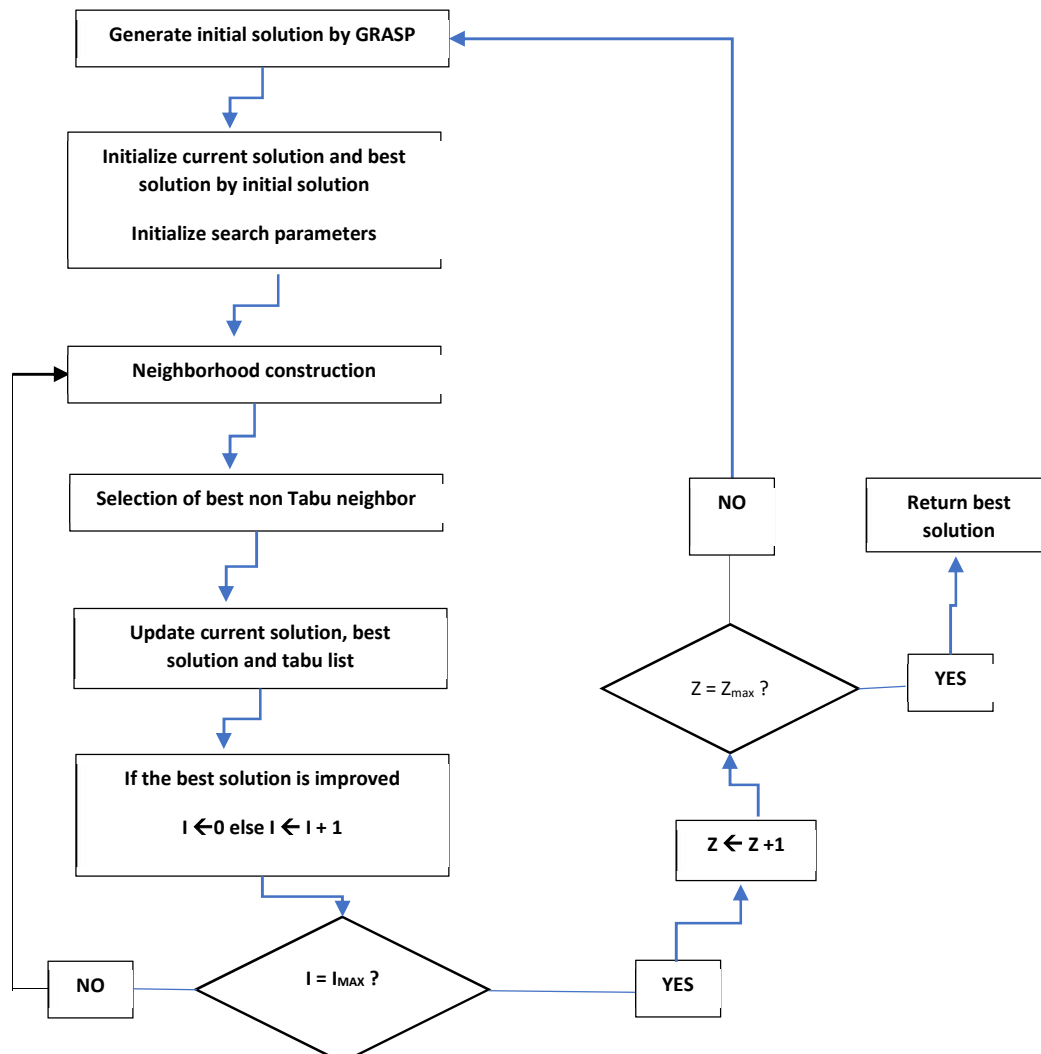 Generate initial solution by GRASP
Initialize current solution and best
solution by initial solution
Initialize search parameters
Neighborhood construction
Selection of best non Tabu neighbor
Update current solution, best
solution and tabu list
If the best solution is improved
I ←0 else I ← I + 1
I = IMAX ?
NO
YES
Z ← Z +1
Z = Zmax ?
NO
YES
Return best
solution